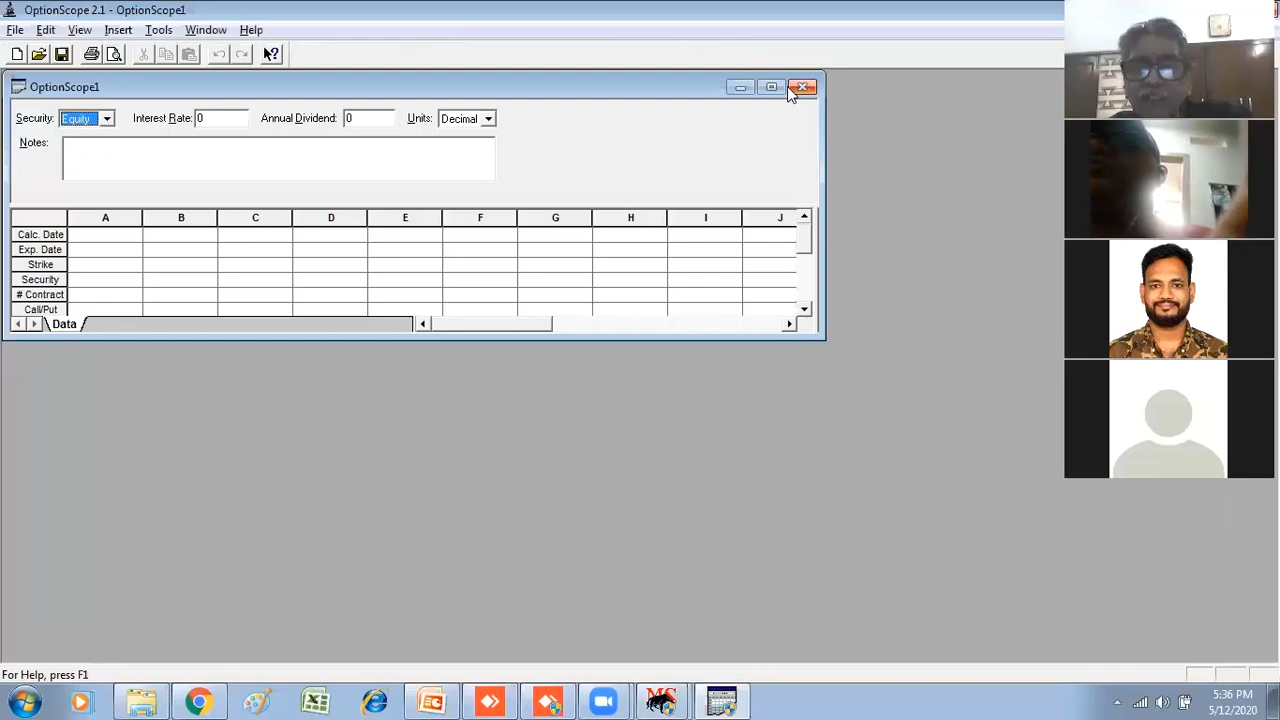 OptionScope 2.1 - OptionScope1
File Edit View Insert Tools Window Help
OptionScope1
Security: Equity Interest Rate: 0 Annual Dividend: 0 Units: Decimal
Notes:
A B C D E F G H I J
Calc. Date
Exp. Date
Strike
Security
# Contract
Call/Put
Data
For Help, press F1
MS
5:36 PM
5/12/2020